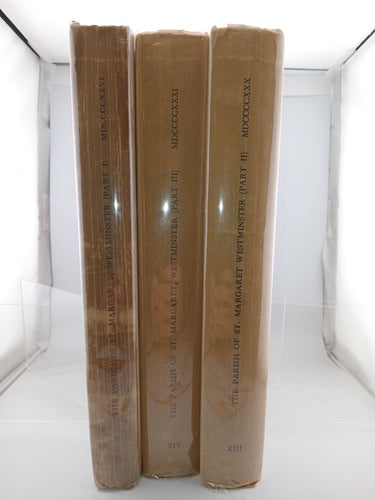 THE PARISH OF ST. MARGARET, WESTMINSTER (PART I) MDCCCCXXVI
THE PARISH OF ST. MARGARET, WESTMINSTER (PART III) MDCCCCXXXI
XIV
THE PARISH OF ST. MARGARET WESTMINSTER (PART II) MDCCCCXXX
XIII